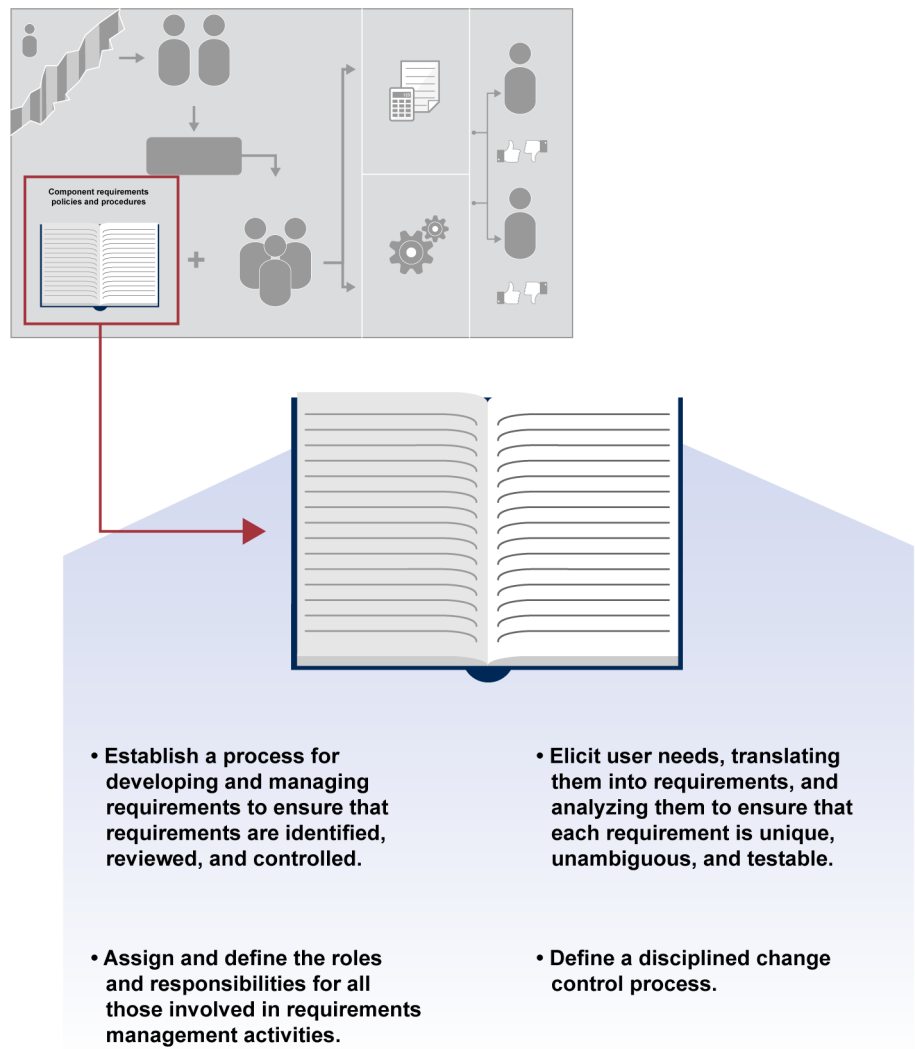 Component requirements
policies and procedures
• Establish a process for
developing and managing
requirements to ensure that
requirements are identified,
reviewed, and controlled.
• Elicit user needs, translating
them into requirements, and
analyzing them to ensure that
each requirement is unique,
unambiguous, and testable.
• Assign and define the roles
and responsibilities for all
those involved in requirements
management activities.
• Define a disciplined change
control process.